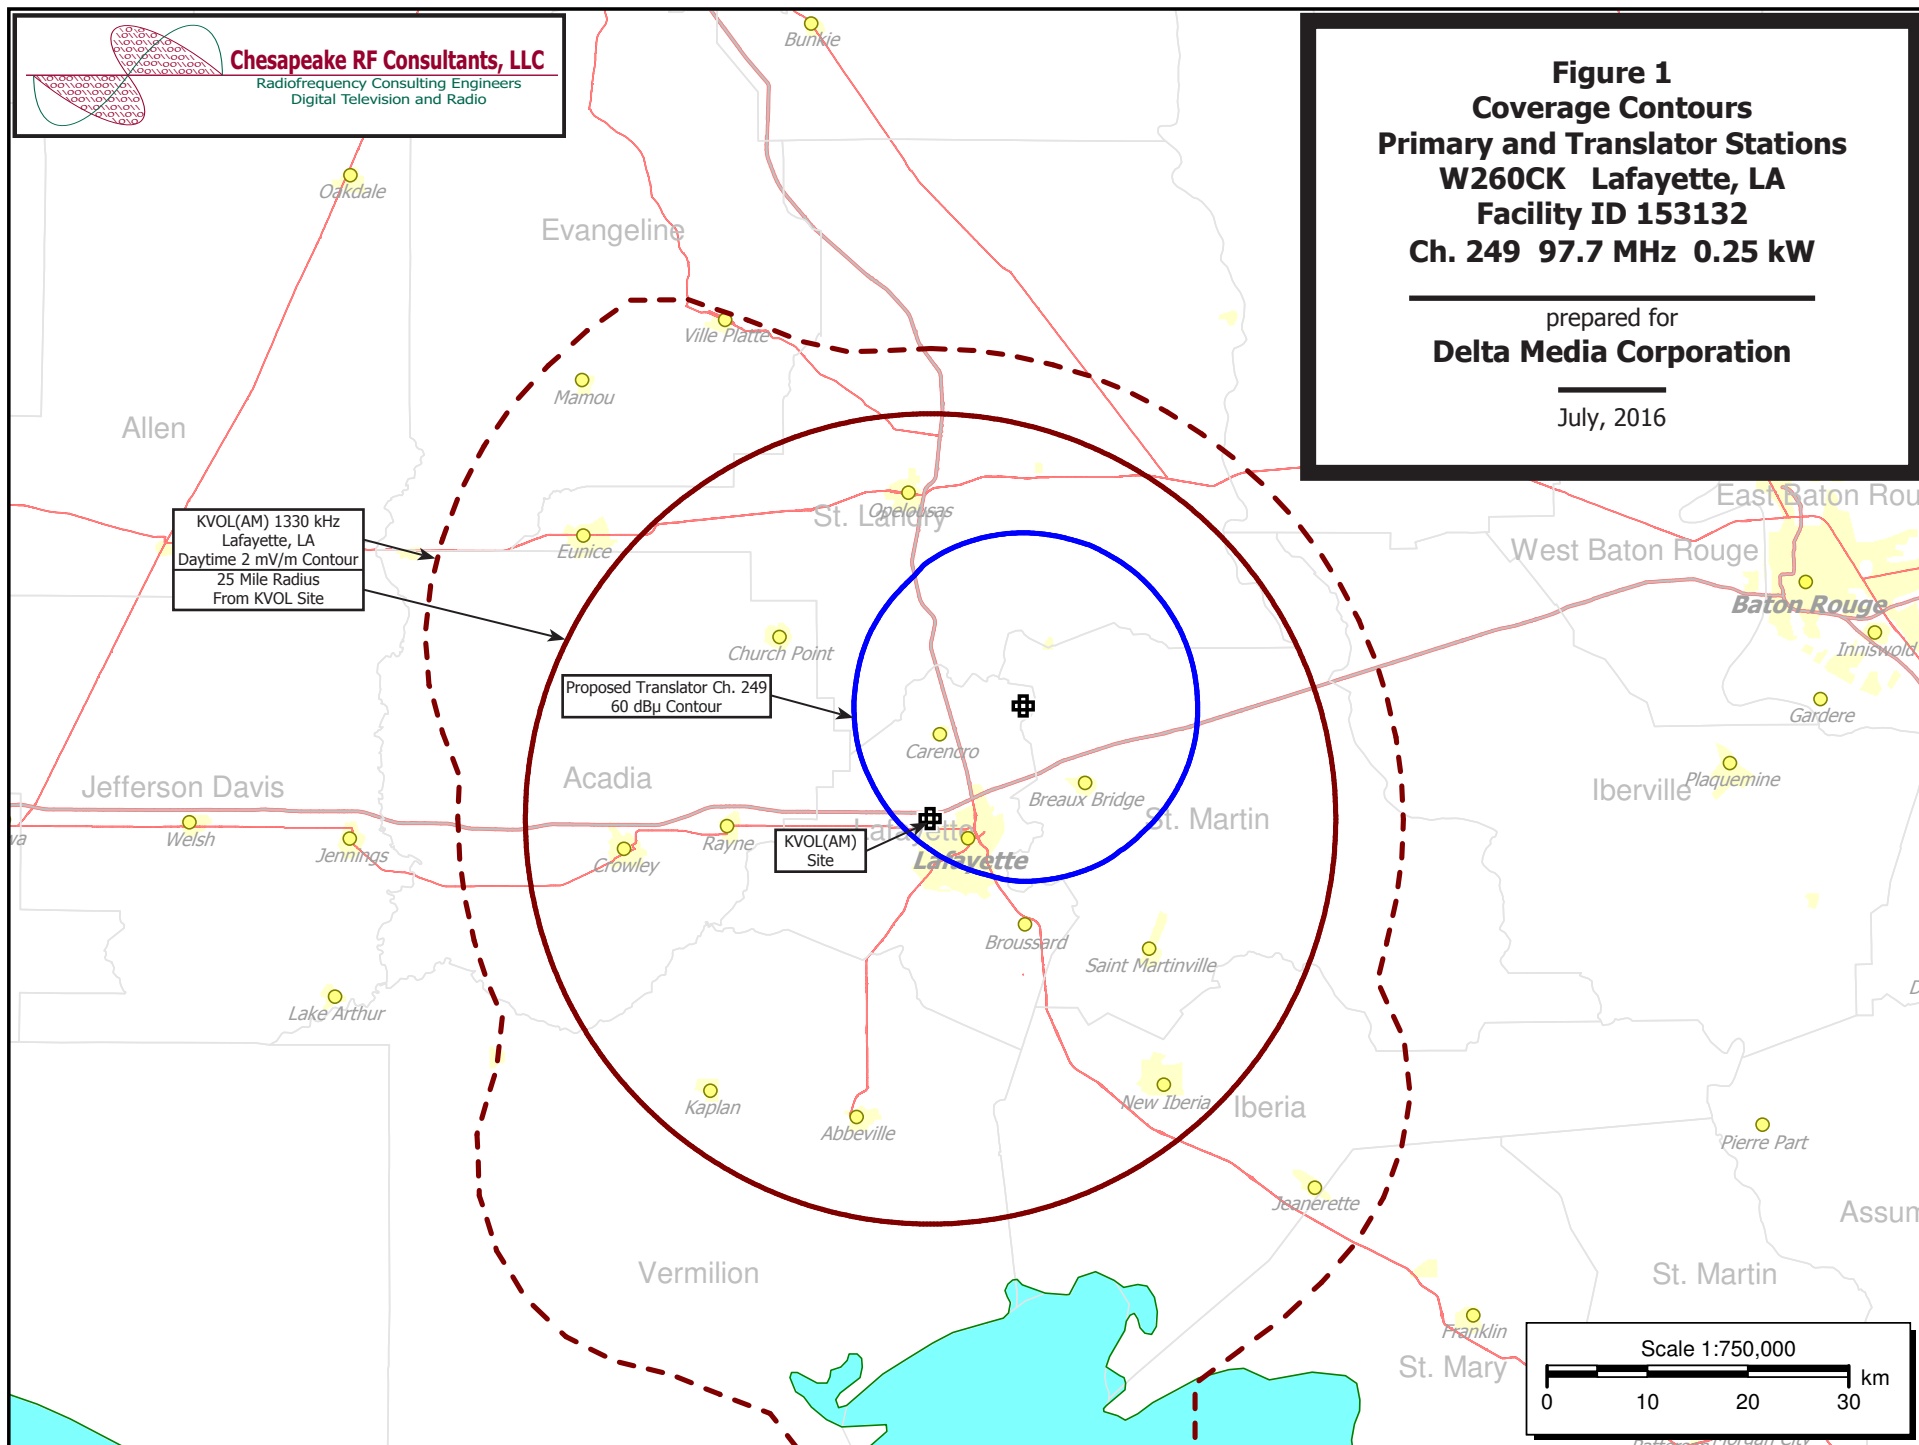 Chesapeake RF Consultants, LLC
Radiofrequency Consulting Engineers
Digital Television and Radio
Figure 1
Coverage Contours
Primary and Translator Stations
W260CK Lafayette, LA
Facility ID 153132
Ch. 249 97.7 MHz 0.25 kW
prepared for
Delta Media Corporation
July, 2016
Bunkie
Oakdale
Evangeline
Ville Platte
Mamou
Allen
KVOL(AM) 1330 kHz
Lafayette, LA
Daytime 2 mV/m Contour
25 Mile Radius
From KVOL Site
Eunice
Opelousas
St. Landry
East Baton Rou
West Baton Rouge
Baton Rouge
Inniswold
Gardere
Church Point
Proposed Translator Ch. 249
60 dBµ Contour
Carencro
Breaux Bridge
St. Martin
Iberville
Plaquemine
Jefferson Davis
Acadia
wa
Welsh
Jennings
Crowley
Rayne
KVOL(AM)
Site
Lafayette
Lafayette
Broussard
Saint Martinville
Lake Arthur
Kaplan
Abbeville
New Iberia
Iberia
Pierre Part
Jeanerette
Assum
Vermilion
St. Martin
Franklin
St. Mary
Scale 1:750,000
0 10 20 30 km
Morgan City